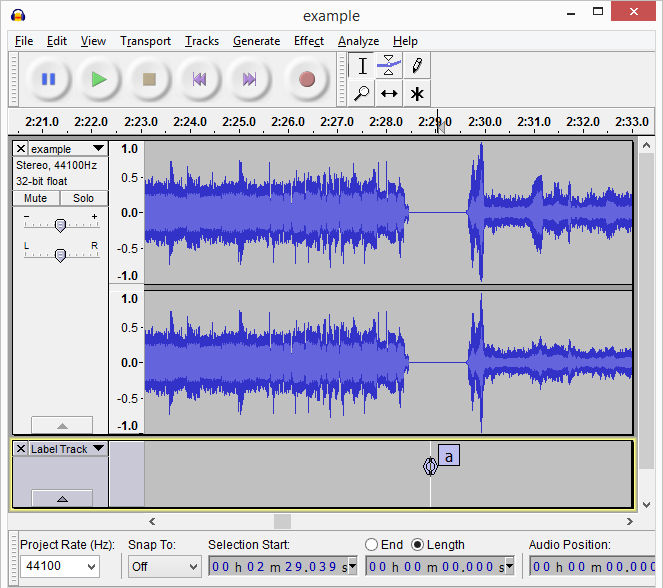 example
File Edit View Transport Tracks Generate Effect Analyze Help
2:21.0 2:22.0 2:23.0 2:24.0 2:25.0 2:26.0 2:27.0 2:28.0 2:29.0 2:30.0 2:31.0 2:32.0 2:33.0
example
Stereo, 44100Hz
32-bit float
Mute Solo
- +
L R
1.0
0.5-
0.0-
-0.5-
-1.0
1.0
0.5-
0.0-
-0.5-
-1.0
Label Track
a
Project Rate (Hz): Snap To: Selection Start: End Length Audio Position:
44100 Off 00 h 02 m 29.039 s 00 h 00 m 00.000 s 00 h 00 m 00.000